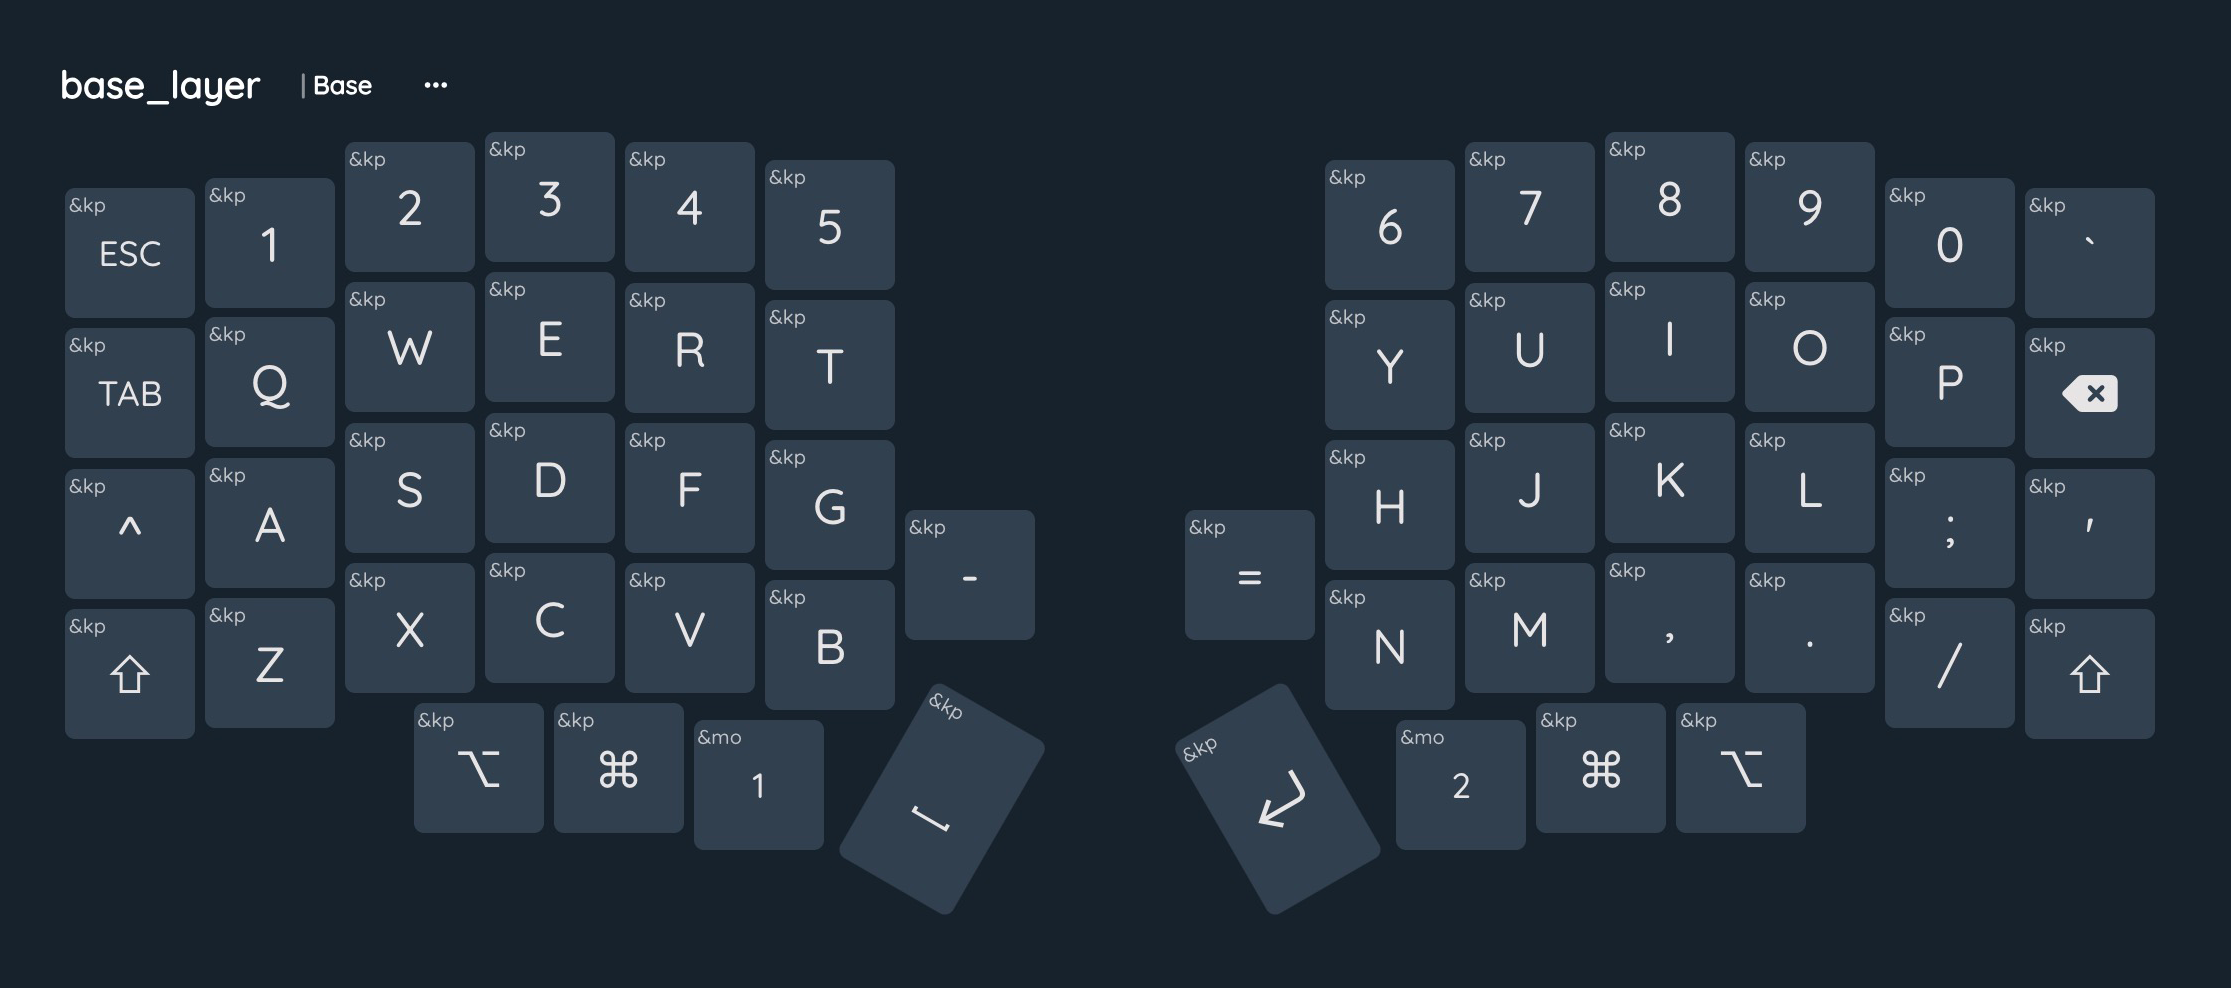 base_layer | Base ...
&kp ESC &kp 1 &kp 2 &kp 3 &kp 4 &kp 5 &kp 6 &kp 7 &kp 8 &kp 9 &kp 0 &kp `
&kp TAB &kp Q &kp W &kp E &kp R &kp T &kp Y &kp U &kp I &kp O &kp P &kp ⌫
&kp ^ &kp A &kp S &kp D &kp F &kp G &kp H &kp J &kp K &kp L &kp ; &kp '
&kp ⇧ &kp Z &kp X &kp C &kp V &kp B &kp - &kp = &kp N &kp M &kp , &kp . &kp / &kp ⇧
&kp ⌥ &kp ⌘ &mo 1 &kp ⎵ &kp ⏎ &mo 2 &kp ⌘ &kp ⌥